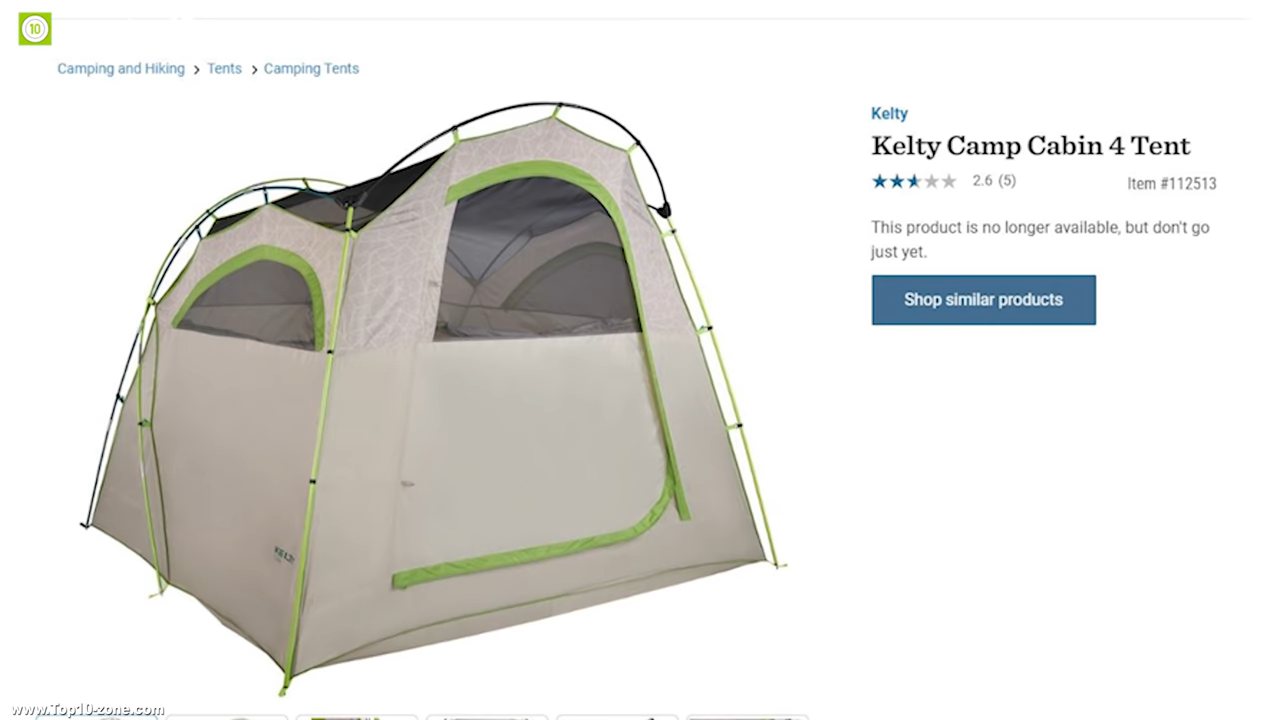 10
Camping and Hiking > Tents > Camping Tents
Kelty
Kelty Camp Cabin 4 Tent
2.6 (5)
Item #112513
This product is no longer available, but don't go
just yet.
Shop similar products
KELTY
www.Top10-zone.com